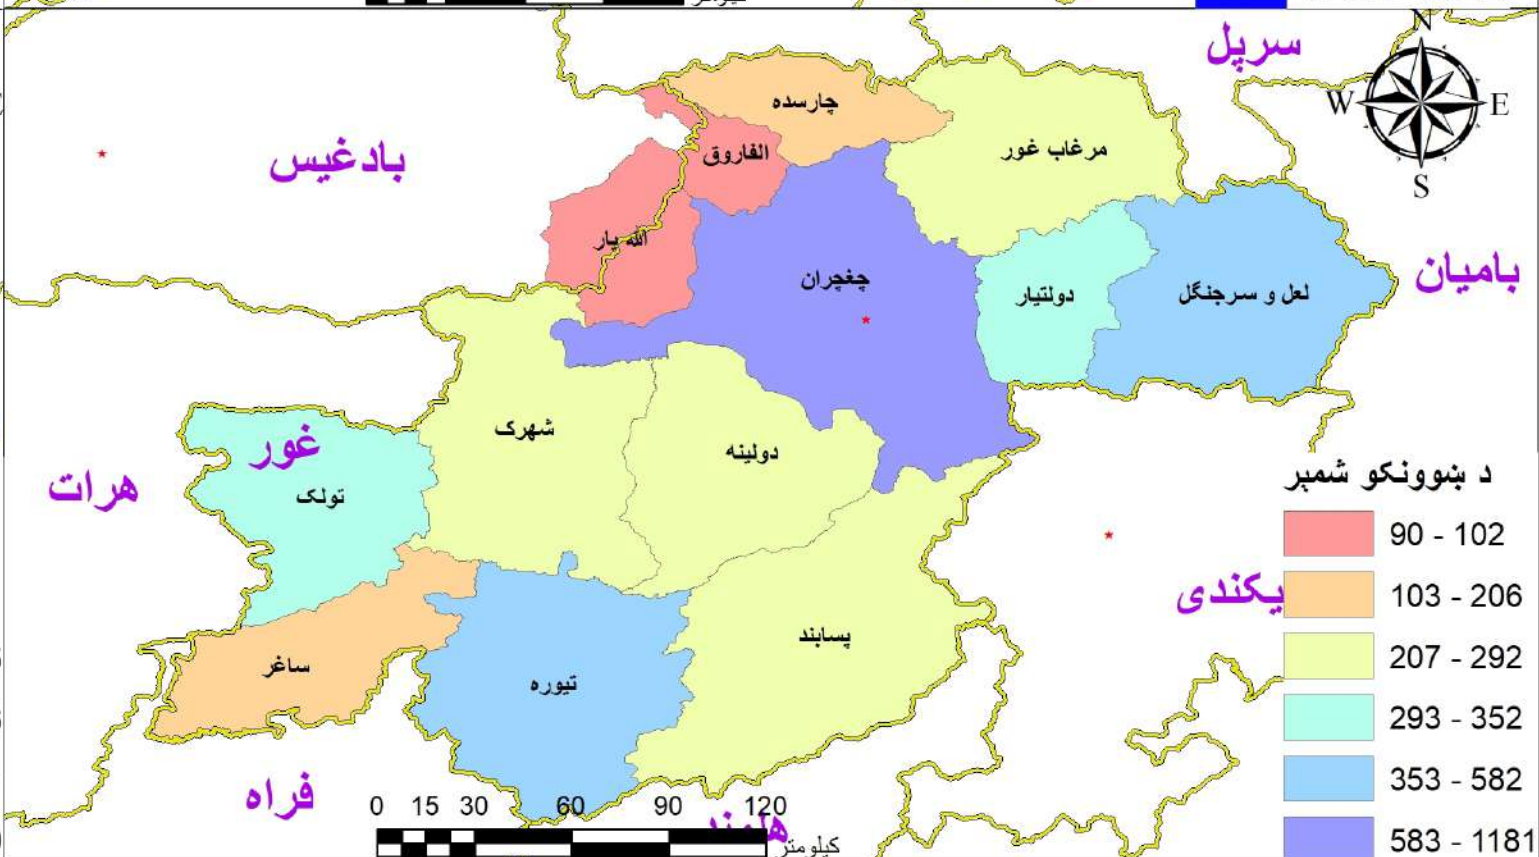 کیلومتر
N
سرپل
W
E
S
چارسده
الفاروق
مرغاب غور
بادغیس
الله یار
چغچران
دولتیار
لعل و سرجنگل
بامیان
شهرک
دولینه
غور
تولک
هرات
د ښوونکو شمېر
90 - 102
103 - 206
یکندی
207 - 292
پسابند
ساغر
تیوره
293 - 352
353 - 582
فراه
0 15 30 60 90 120
کیلومتر
583 - 1181